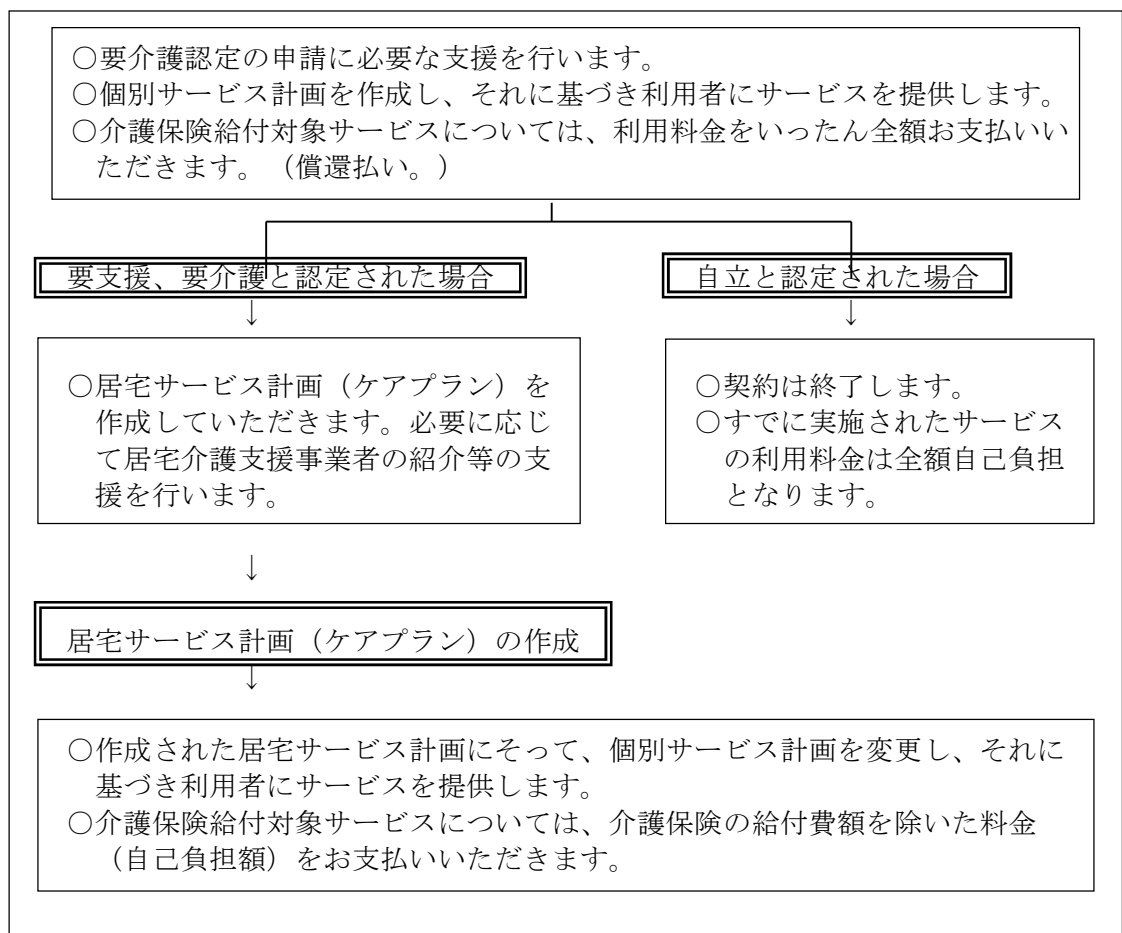 ○要介護認定の申請に必要な支援を行います。
○個別サービス計画を作成し、それに基づき利用者にサービスを提供します。
○介護保険給付対象サービスについては、利用料金をいったん全額お支払いい
ただきます。(償還払い。)
要支援、要介護と認定された場合
↓
○居宅サービス計画(ケアプラン)を
作成していただきます。必要に応じ
て居宅介護支援事業者の紹介等の支
援を行います。
↓
居宅サービス計画(ケアプラン)の作成
↓
自立と認定された場合
↓
○契約は終了します。
○すでに実施されたサービス
の利用料金は全額自己負担
となります。
○作成された居宅サービス計画にそって、個別サービス計画を変更し、それに
基づき利用者にサービスを提供します。
○介護保険給付対象サービスについては、介護保険の給付費額を除いた料金
(自己負担額)をお支払いいただきます。